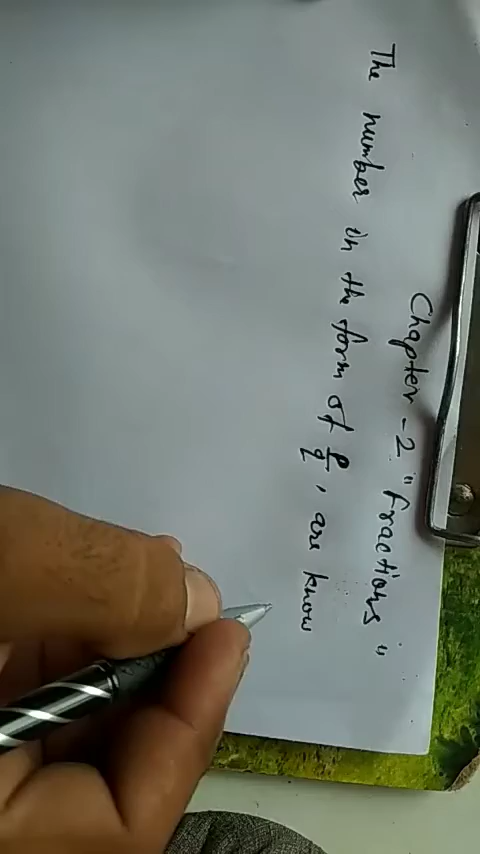 Chapter - 2 "Fractions"
The number in the form of p/q, are know